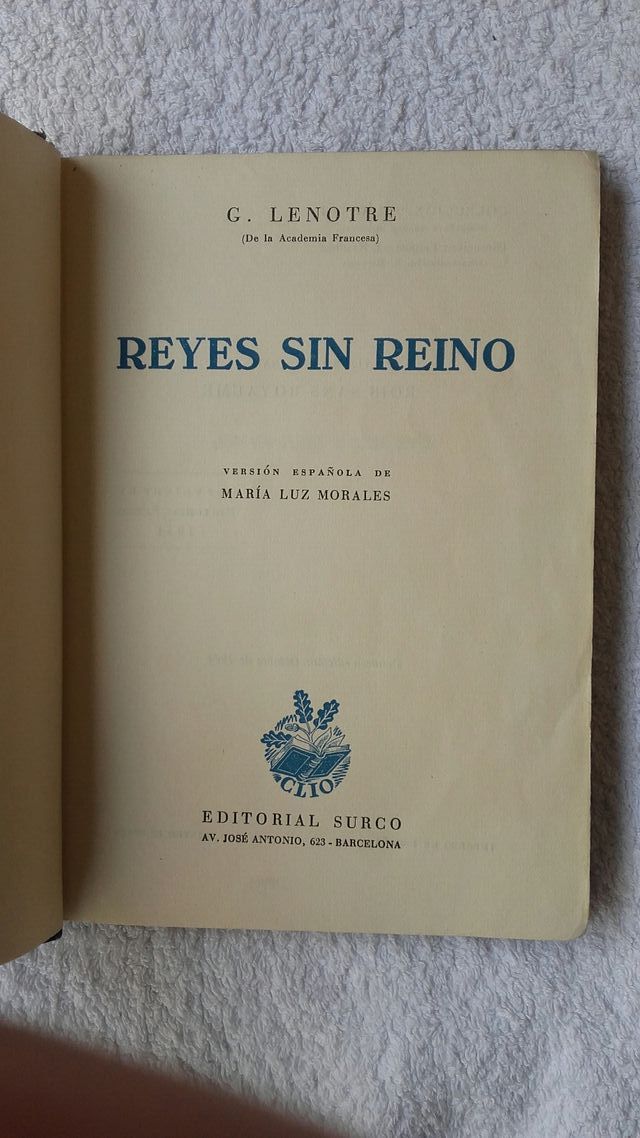 G. LENOTRE
(De la Academia Francesa)
REYES SIN REINO
VERSIÓN ESPAÑOLA DE
MARÍA LUZ MORALES
CLIO
EDITORIAL SURCO
AV. JOSÉ ANTONIO, 623 - BARCELONA